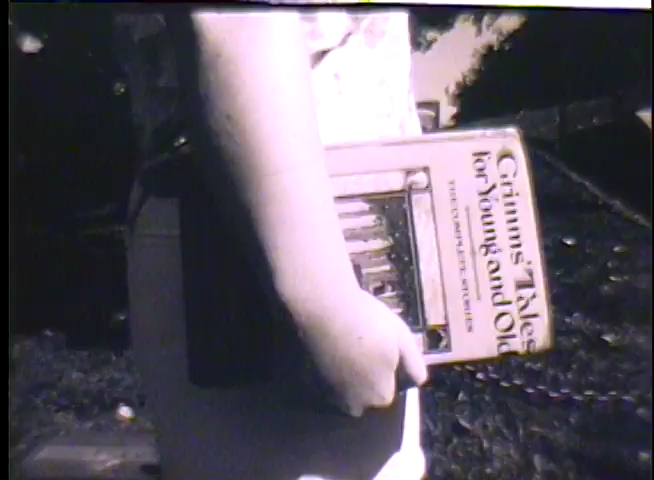 Grimms' Tales
for Young and Old
THE COMPLETE STORIES